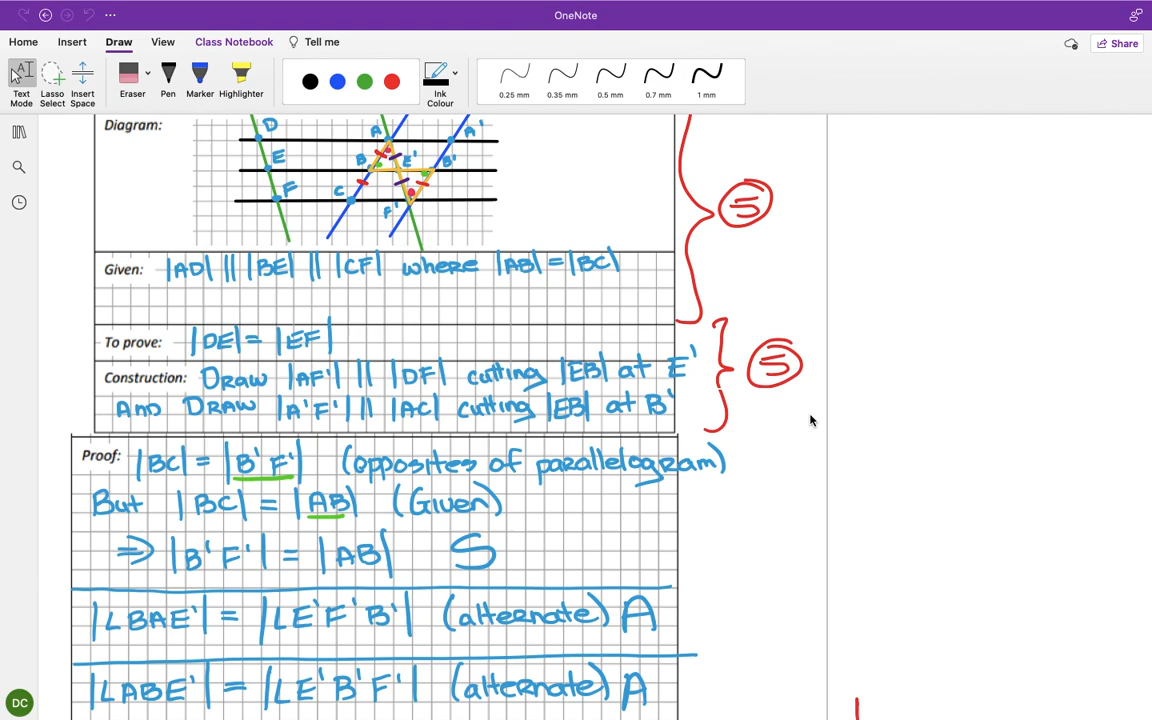 OneNote
Home Insert Draw View Class Notebook Tell me
Share
Text Mode
Lasso Select
Insert Space
Eraser
Pen
Marker
Highlighter
Ink Colour
0.25 mm 0.35 mm 0.5 mm 0.7 mm 1 mm
Diagram:
D A A'
E B E' B'
F C F'
5
Given: |AD| || |BE| || |CF| where |AB| = |BC|
To prove: |DE| = |EF|
Construction: Draw |AF'| || |DF| cutting |EB| at E'
And Draw |A'F'| || |AC| cutting |EB| at B'
5
Proof: |BC| = |B'F'| (opposites of parallelogram)
But |BC| = |AB| (Given)
=> |B'F'| = |AB| S
|∠BAE'| = |∠E'F'B'| (alternate) A
|∠ABE'| = |∠E'B'F'| (alternate) A
DC